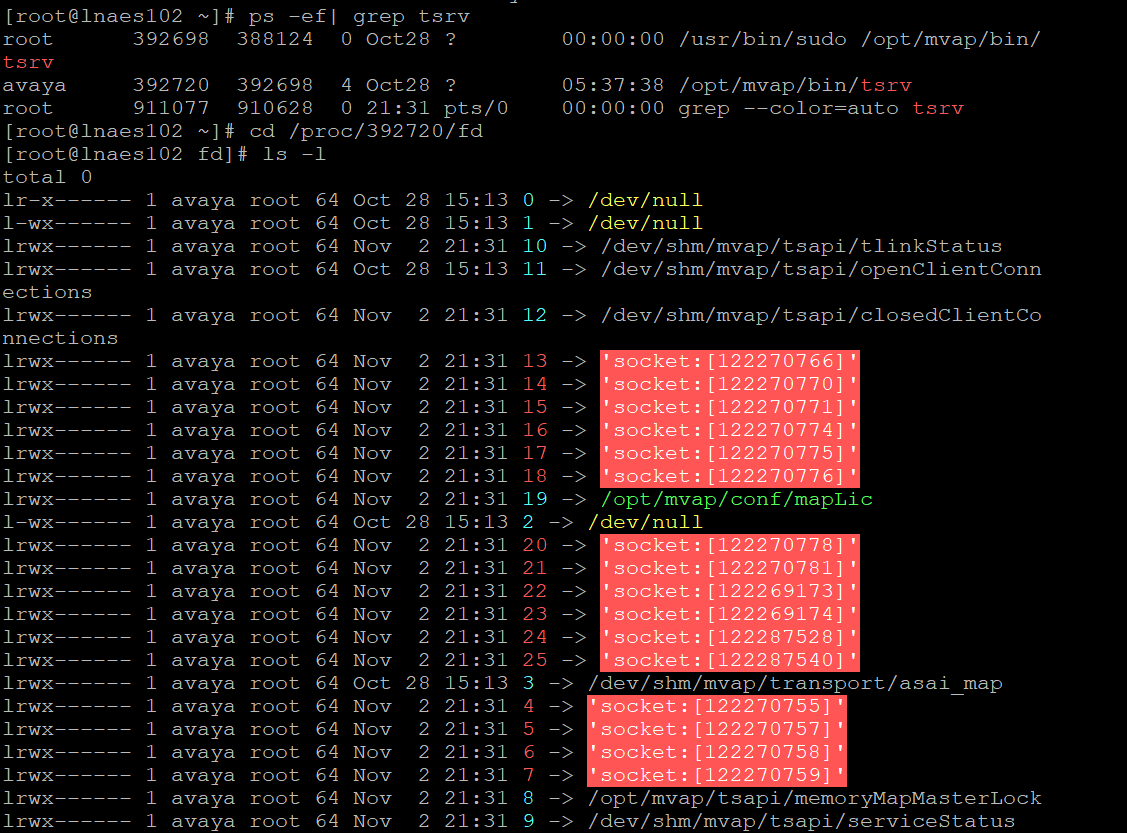 [root@lnaes102 ~]# ps -ef| grep tsrv
root      392698  388124  0 Oct28 ?        00:00:00 /usr/bin/sudo /opt/mvap/bin/
tsrv
avaya     392720  392698  4 Oct28 ?        05:37:38 /opt/mvap/bin/tsrv
root      911077  910628  0 21:31 pts/0    00:00:00 grep --color=auto tsrv
[root@lnaes102 ~]# cd /proc/392720/fd
[root@lnaes102 fd]# ls -l
total 0
lr-x------ 1 avaya root 64 Oct 28 15:13 0 -> /dev/null
l-wx------ 1 avaya root 64 Oct 28 15:13 1 -> /dev/null
lrwx------ 1 avaya root 64 Nov  2 21:31 10 -> /dev/shm/mvap/tsapi/tlinkStatus
lrwx------ 1 avaya root 64 Oct 28 15:13 11 -> /dev/shm/mvap/tsapi/openClientConn
ections
lrwx------ 1 avaya root 64 Nov  2 21:31 12 -> /dev/shm/mvap/tsapi/closedClientCo
nnections
lrwx------ 1 avaya root 64 Nov  2 21:31 13 -> 'socket:[122270766]'
lrwx------ 1 avaya root 64 Nov  2 21:31 14 -> 'socket:[122270770]'
lrwx------ 1 avaya root 64 Nov  2 21:31 15 -> 'socket:[122270771]'
lrwx------ 1 avaya root 64 Nov  2 21:31 16 -> 'socket:[122270774]'
lrwx------ 1 avaya root 64 Nov  2 21:31 17 -> 'socket:[122270775]'
lrwx------ 1 avaya root 64 Nov  2 21:31 18 -> 'socket:[122270776]'
lrwx------ 1 avaya root 64 Nov  2 21:31 19 -> /opt/mvap/conf/mapLic
l-wx------ 1 avaya root 64 Oct 28 15:13 2 -> /dev/null
lrwx------ 1 avaya root 64 Nov  2 21:31 20 -> 'socket:[122270778]'
lrwx------ 1 avaya root 64 Nov  2 21:31 21 -> 'socket:[122270781]'
lrwx------ 1 avaya root 64 Nov  2 21:31 22 -> 'socket:[122269173]'
lrwx------ 1 avaya root 64 Nov  2 21:31 23 -> 'socket:[122269174]'
lrwx------ 1 avaya root 64 Nov  2 21:31 24 -> 'socket:[122287528]'
lrwx------ 1 avaya root 64 Nov  2 21:31 25 -> 'socket:[122287540]'
lrwx------ 1 avaya root 64 Oct 28 15:13 3 -> /dev/shm/mvap/transport/asai_map
lrwx------ 1 avaya root 64 Nov  2 21:31 4 -> 'socket:[122270755]'
lrwx------ 1 avaya root 64 Nov  2 21:31 5 -> 'socket:[122270757]'
lrwx------ 1 avaya root 64 Nov  2 21:31 6 -> 'socket:[122270758]'
lrwx------ 1 avaya root 64 Nov  2 21:31 7 -> 'socket:[122270759]'
lrwx------ 1 avaya root 64 Nov  2 21:31 8 -> /opt/mvap/tsapi/memoryMapMasterLock
lrwx------ 1 avaya root 64 Nov  2 21:31 9 -> /dev/shm/mvap/tsapi/serviceStatus